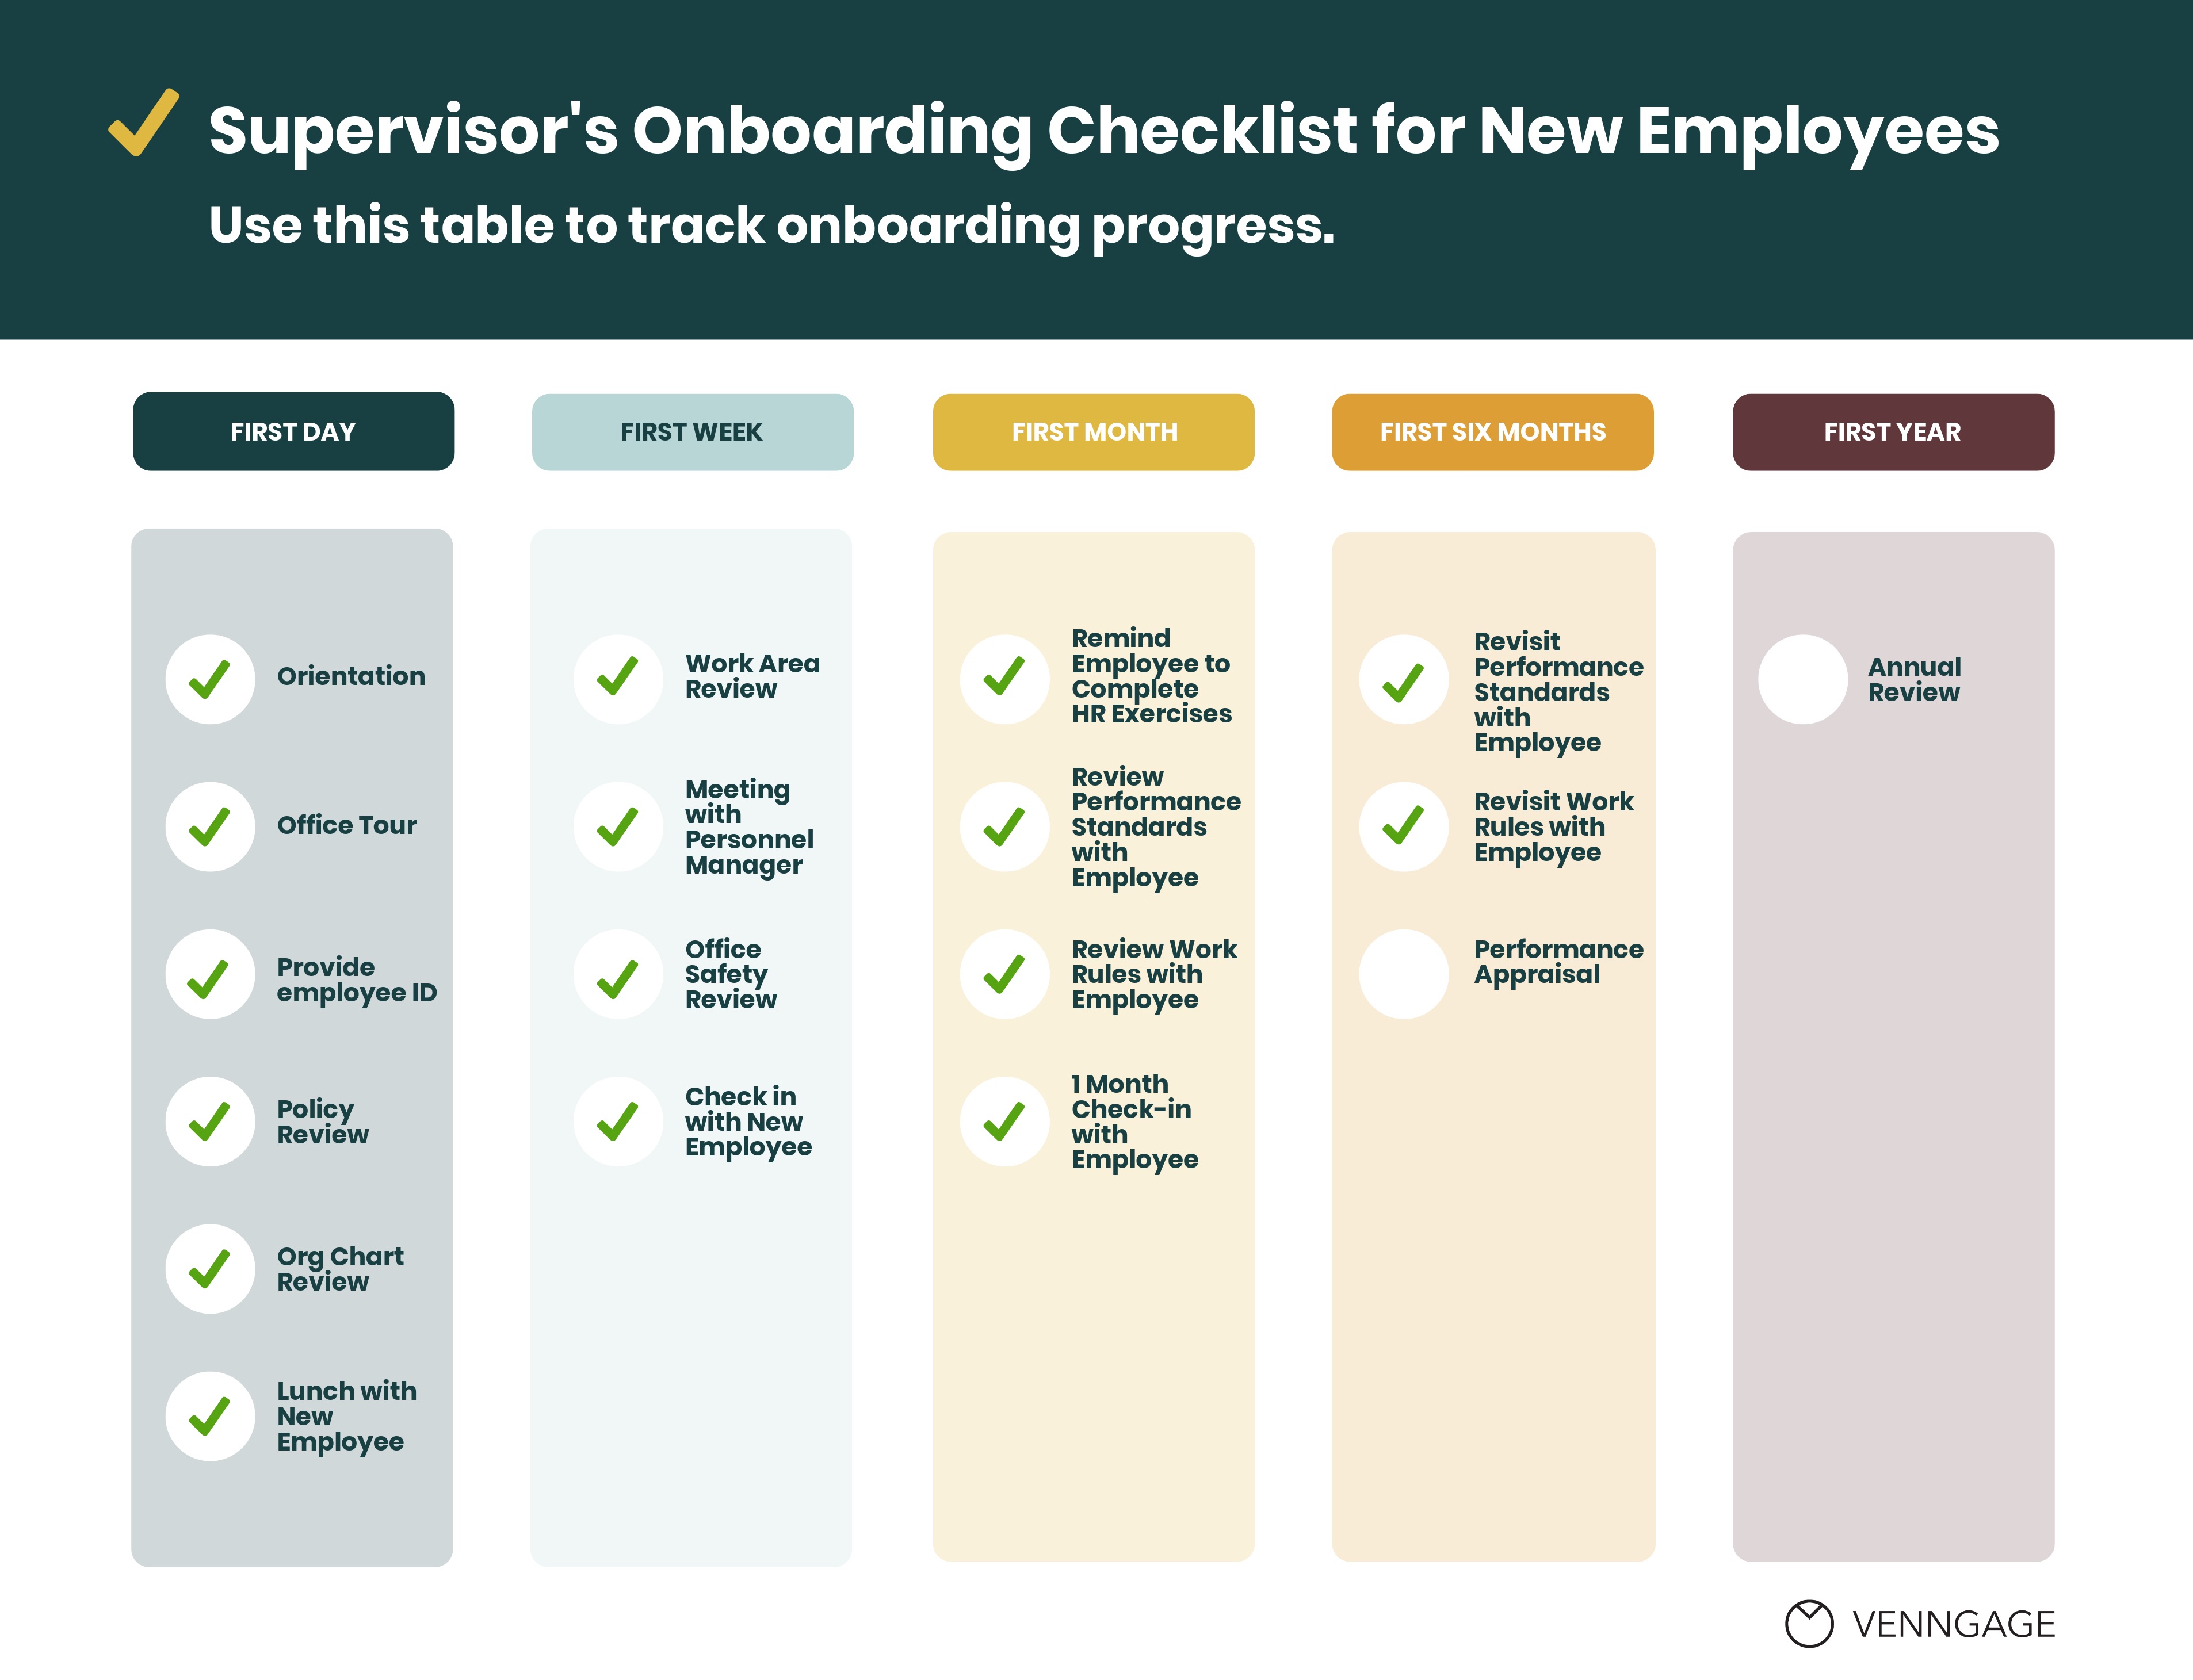 Supervisor's Onboarding Checklist for New Employees
Use this table to track onboarding progress.
FIRST DAY
Orientation
Office Tour
Provide
employee ID
Policy
Review
Org Chart
Review
Lunch with
New
Employee
FIRST WEEK
Work Area
Review
Meeting
with
Personnel
Manager
Office
Safety
Review
Check in
with New
Employee
FIRST MONTH
Remind
Employee to
Complete
HR Exercises
Review
Performance
Standards
with
Employee
Review Work
Rules with
Employee
1 Month
Check-in
with
Employee
FIRST SIX MONTHS
Revisit
Performance
Standards
with
Employee
Revisit Work
Rules with
Employee
Performance
Appraisal
FIRST YEAR
Annual
Review
VENNGAGE